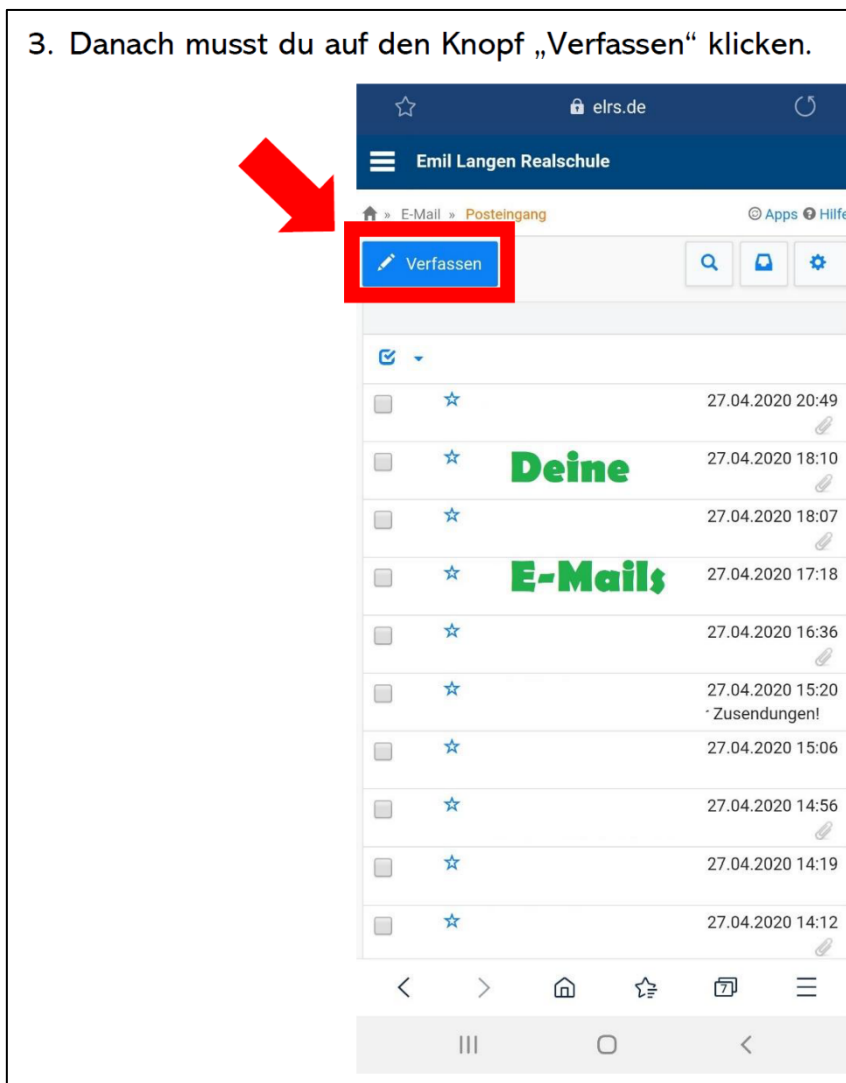 3. Danach musst du auf den Knopf „Verfassen“ klicken.
elrs.de
Emil Langen Realschule
» E-Mail » Posteingang Apps Hilfe
Verfassen
27.04.2020 20:49
Deine 27.04.2020 18:10
27.04.2020 18:07
E-Mails 27.04.2020 17:18
27.04.2020 16:36
27.04.2020 15:20
Zusendungen!
27.04.2020 15:06
27.04.2020 14:56
27.04.2020 14:19
27.04.2020 14:12
7